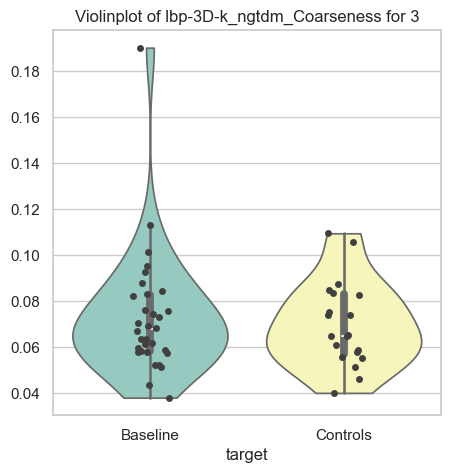 Violinplot of lbp-3D-k_ngtdm_Coarseness for 3
0.18
0.16
0.14
0.12
0.10
0.08
0.06
0.04
Baseline
Controls
target